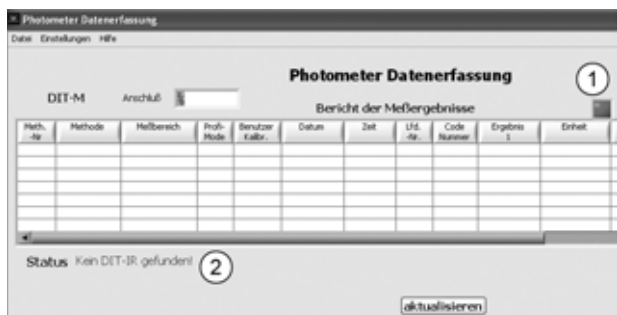 Photometer Datenerfassung
Datei Einstellungen Hilfe
Photometer Datenerfassung
1
DIT-M Anschluß
Bericht der Meßergebnisse
Meth. -Nr Methode Meßbereich Profi- Mode Benutzer Kalibr. Datum Zeit Lfd. -Nr. Code Nummer Ergebnis 1 Einheit
Status Kein DIT-IR gefunden! 2
aktualisieren